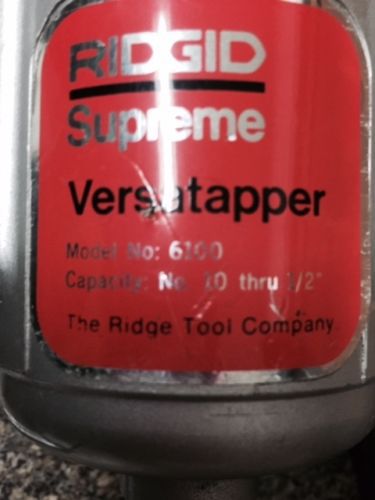 RIDGID
Supreme
Versatapper
Model No: 6100
Capacity: No. 10 thru 1/2"
The Ridge Tool Company